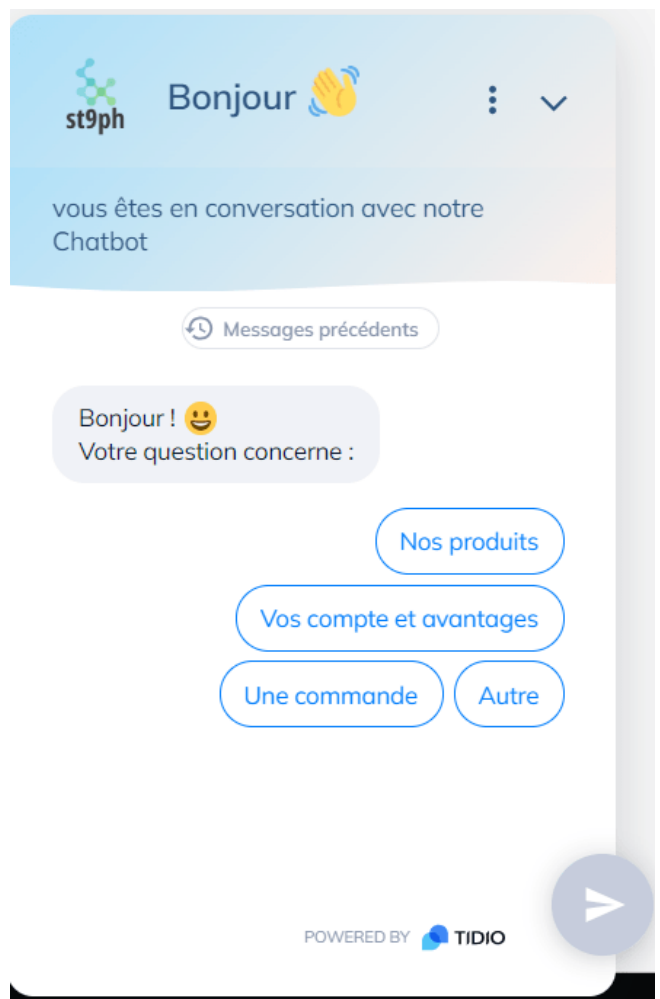 st9ph
Bonjour 👋
vous êtes en conversation avec notre
Chatbot
Messages précédents
Bonjour ! 😀
Votre question concerne :
Nos produits
Vos compte et avantages
Une commande
Autre
POWERED BY TIDIO